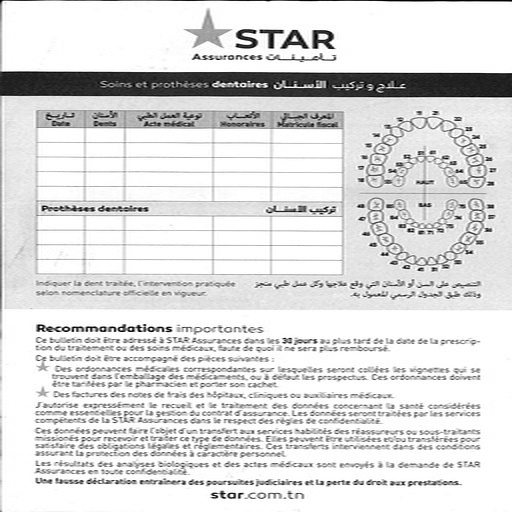 STAR
Assurances تأمينات
Soins et prothèses dentaires علاج و تركيب الأسنان
تاريخ الأسنان نوعية العمل الطبي الأتعاب المعرف الجبائي
Date Dents Acte médical Honoraires Matricule fiscal
Prothèses dentaires تركيب الأسنان
HAUT
BAS
Indiquer la dent traitée, l'intervention pratiquée
selon nomenclature officielle en vigueur.
التنصيص على السن أو الأسنان التي وقع علاجها وكل عمل طبي منجز
وذلك طبق الجدول الرسمي المعمول به.
Recommandations importantes
Ce bulletin doit être adressé à STAR Assurances dans les 30 jours au plus tard de la date de la prescrip-
tion du traitement ou des soins médicaux, faute de quoi il ne sera plus remboursé.
Ce bulletin doit être accompagné des pièces suivantes :
Des ordonnances médicales correspondantes sur lesquelles seront collées les vignettes qui se
trouvent dans l'emballage des médicaments, ou à défaut les prospectus. Ces ordonnances doivent
être tarifées par le pharmacien et porter son cachet.
Des factures des notes de frais des hôpitaux, cliniques ou auxiliaires médicaux.
J'autorise expressément le recueil et le traitement des données concernant la santé considérées
comme essentielles pour la gestion du contrat d'assurance. Les données seront traitées par les services
compétents de la STAR Assurances dans le respect des règles de confidentialité.
Ces données peuvent faire l'objet d'un transfert aux services habilités des réassureurs ou sous-traitants
missionés pour recevoir et traiter ce type de données. Elles peuvent être utilisées et/ou transférées pour
satisfaire des obligations légales et réglementaires. Ces transferts interviennent dans des conditions
assurant la protection des données à caractère personnel.
Les résultats des analyses biologiques et des actes médicaux sont envoyés à la demande de STAR
Assurances en toute confidentialité.
Une fausse déclaration entraînera des poursuites judiciaires et la perte du droit aux prestations.
star.com.tn